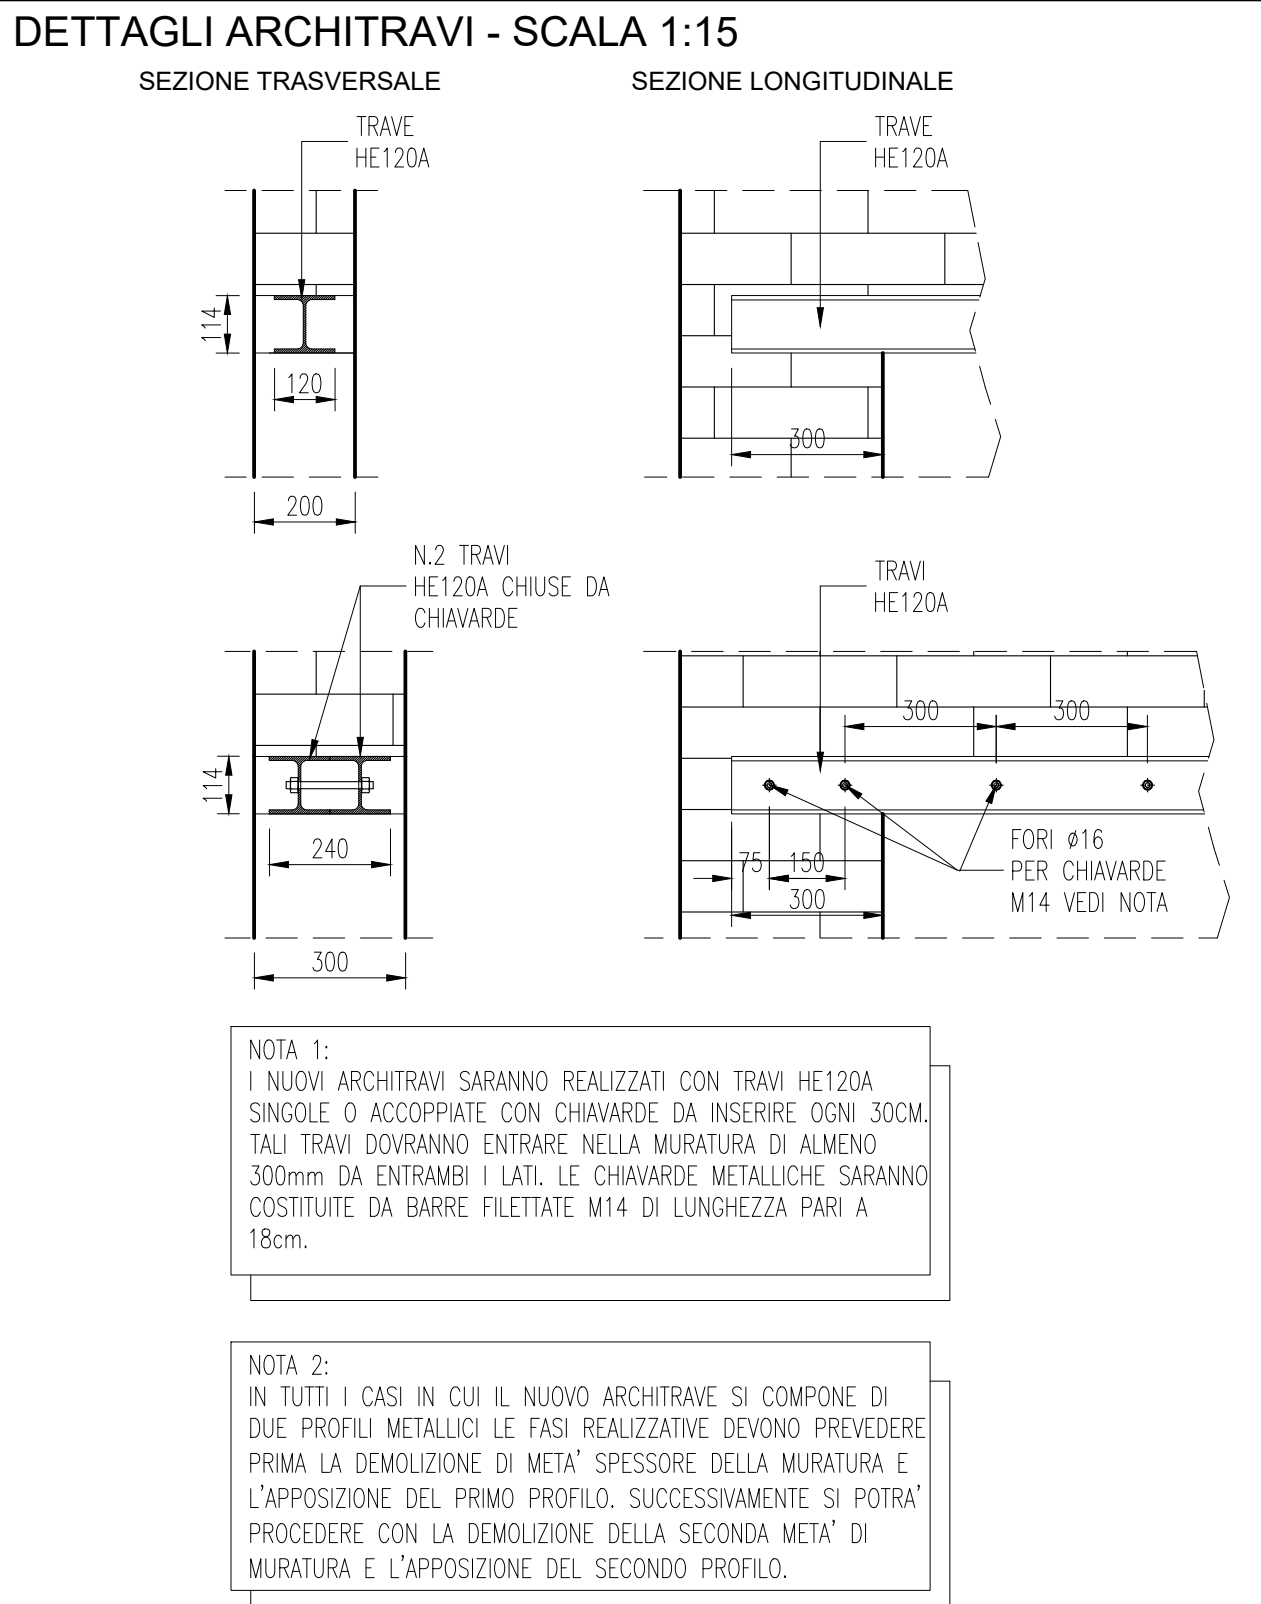 DETTAGLI ARCHITRAVI - SCALA 1:15
SEZIONE TRASVERSALE
SEZIONE LONGITUDINALE
TRAVE
HE120A
114
120
200
TRAVE
HE120A
300
N.2 TRAVI
HE120A CHIUSE DA
CHIAVARDE
114
240
300
TRAVI
HE120A
300
300
75
150
300
FORI ø16
PER CHIAVARDE
M14 VEDI NOTA
NOTA 1:
I NUOVI ARCHITRAVI SARANNO REALIZZATI CON TRAVI HE120A
SINGOLE O ACCOPPIATE CON CHIAVARDE DA INSERIRE OGNI 30CM.
TALI TRAVI DOVRANNO ENTRARE NELLA MURATURA DI ALMENO
300mm DA ENTRAMBI I LATI. LE CHIAVARDE METALLICHE SARANNO
COSTITUITE DA BARRE FILETTATE M14 DI LUNGHEZZA PARI A
18cm.
NOTA 2:
IN TUTTI I CASI IN CUI IL NUOVO ARCHITRAVE SI COMPONE DI
DUE PROFILI METALLICI LE FASI REALIZZATIVE DEVONO PREVEDERE
PRIMA LA DEMOLIZIONE DI META' SPESSORE DELLA MURATURA E
L'APPOSIZIONE DEL PRIMO PROFILO. SUCCESSIVAMENTE SI POTRA'
PROCEDERE CON LA DEMOLIZIONE DELLA SECONDA META' DI
MURATURA E L'APPOSIZIONE DEL SECONDO PROFILO.